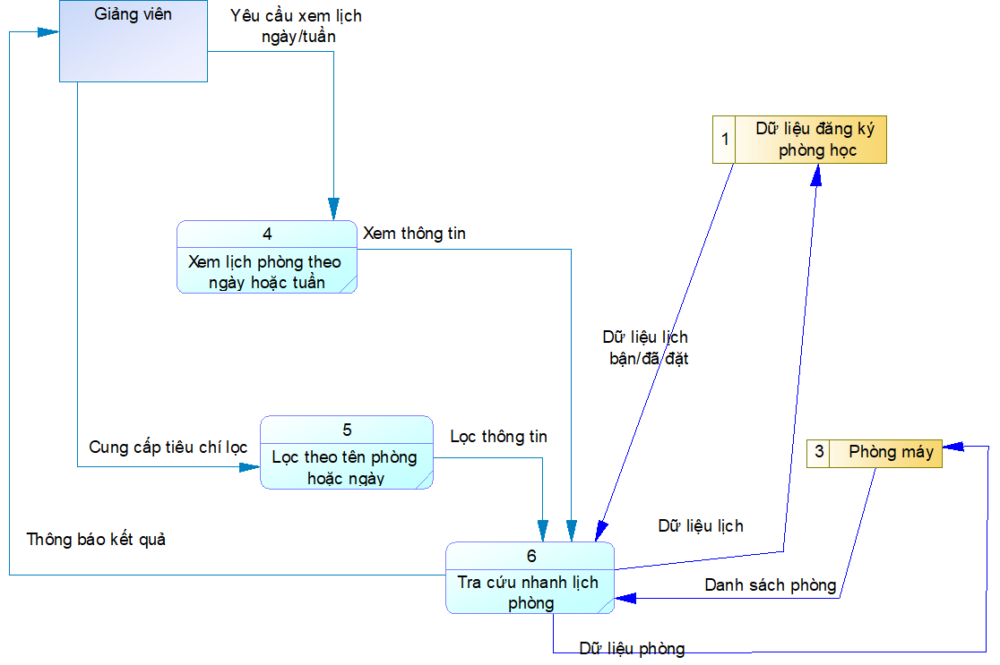 Giảng viên
Yêu cầu xem lịch
ngày/tuần
1
Dữ liệu đăng ký
phòng học
4
Xem lịch phòng theo
ngày hoặc tuần
Xem thông tin
Dữ liệu lịch
bận/đã đặt
5
Lọc theo tên phòng
hoặc ngày
Cung cấp tiêu chí lọc
Lọc thông tin
3
Phòng máy
Thông báo kết quả
Dữ liệu lịch
6
Tra cứu nhanh lịch
phòng
Danh sách phòng
Dữ liệu phòng